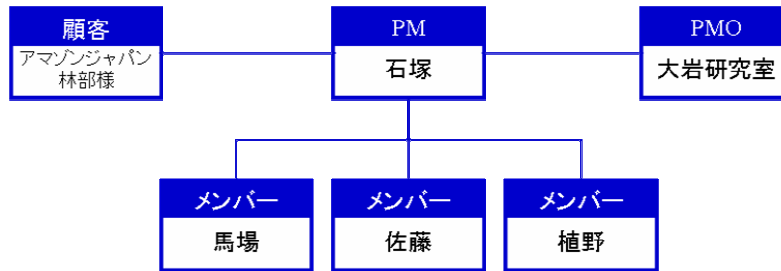 顧客
アマゾンジャパン
林部様
PM
石塚
PMO
大岩研究室
メンバー
馬場
メンバー
佐藤
メンバー
植野